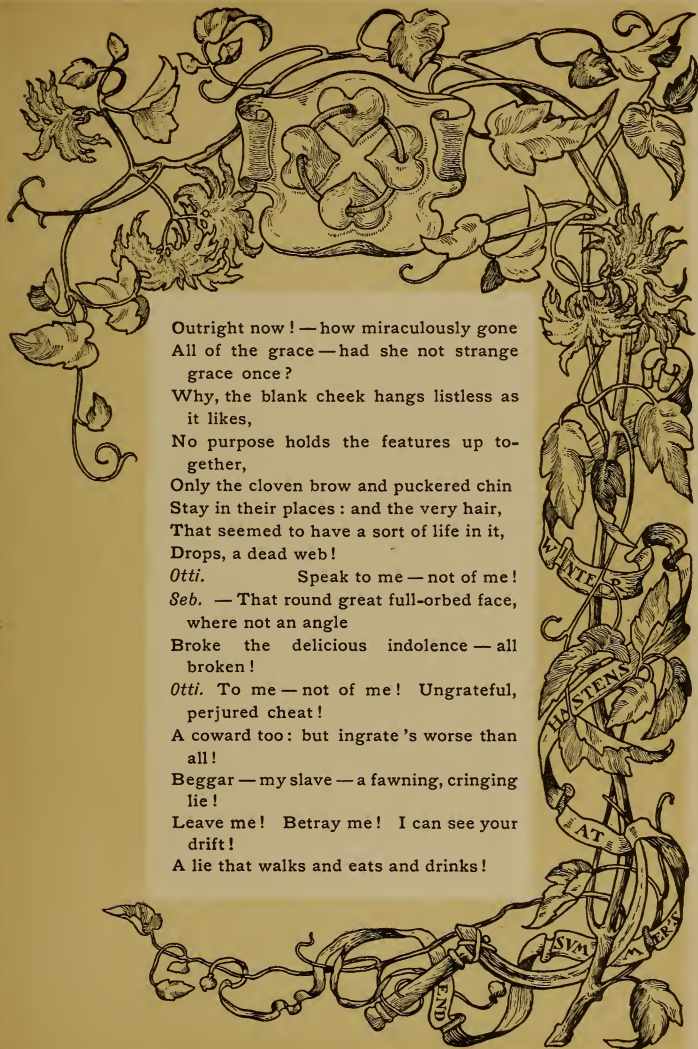 Outright now ! — how miraculously gone
All of the grace — had she not strange
grace once ?
Why, the blank cheek hangs listless as
it likes,
No purpose holds the features up to-
gether,
Only the cloven brow and puckered chin
Stay in their places : and the very hair,
That seemed to have a sort of life in it,
Drops, a dead web !
Otti. Speak to me — not of me !
Seb. — That round great full-orbed face,
where not an angle
Broke the delicious indolence — all
broken !
Otti. To me — not of me ! Ungrateful,
perjured cheat !
A coward too : but ingrate 's worse than
all !
Beggar — my slave — a fawning, cringing
lie !
Leave me ! Betray me ! I can see your
drift !
A lie that walks and eats and drinks !
WINTER
HASTENS
AT
SVMMER'S
END